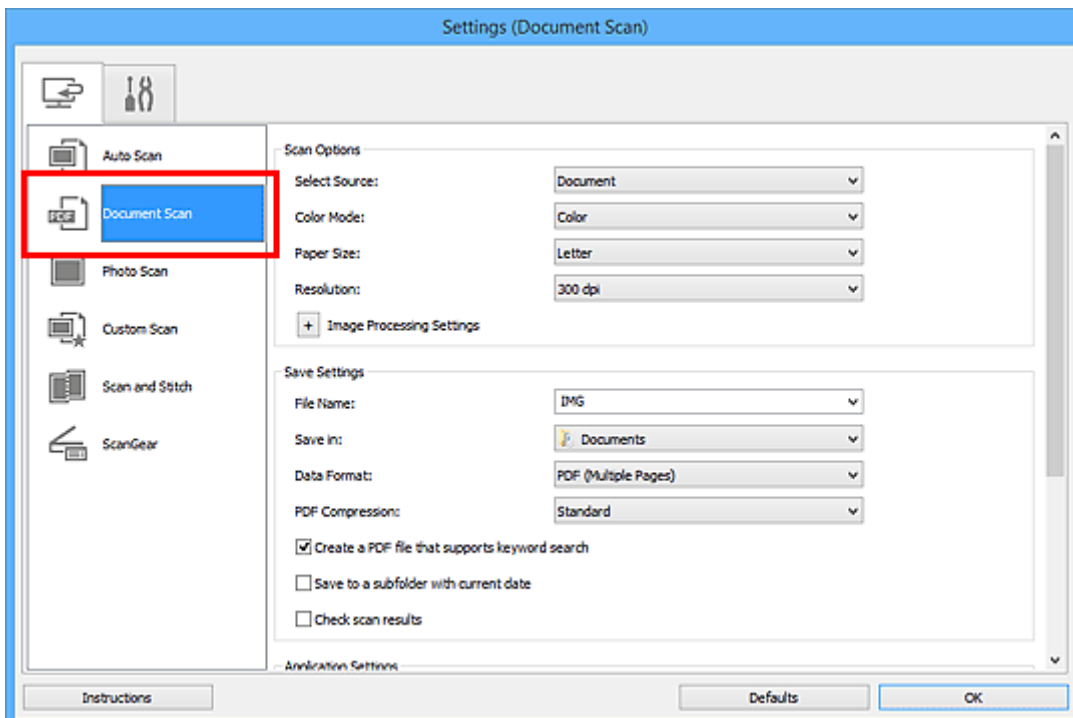 Settings (Document Scan)
Auto Scan
PDF
Document Scan
Photo Scan
Custom Scan
Scan and Stitch
ScanGear
Scan Options
Select Source: Document
Color Mode: Color
Paper Size: Letter
Resolution: 300 dpi
+ Image Processing Settings
Save Settings
File Name: IMG
Save in: Documents
Data Format: PDF (Multiple Pages)
PDF Compression: Standard
Create a PDF file that supports keyword search
Save to a subfolder with current date
Check scan results
Application Settings
Instructions
Defaults
OK